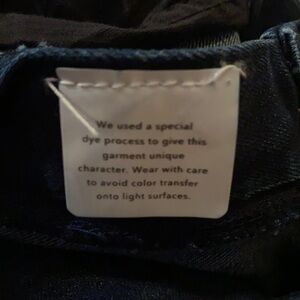 We used a special
dye process to give this
garment unique
character. Wear with care
to avoid color transfer
onto light surfaces.